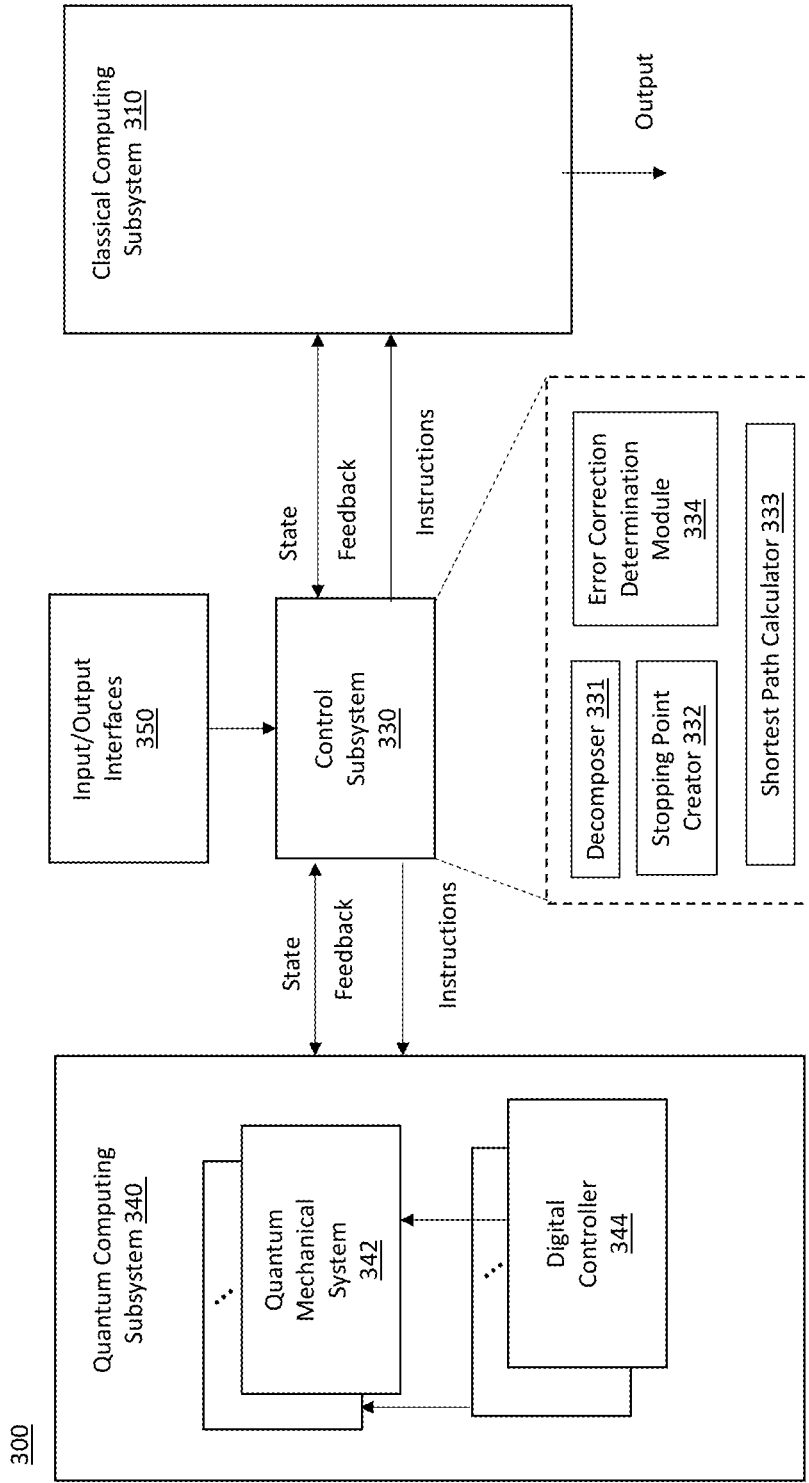 300
Quantum Computing
Subsystem 340
Quantum
Mechanical
System
342
Digital
Controller
344
State
Feedback
Instructions
Input/Output
Interfaces
350
Control
Subsystem
330
Decomposer 331
Stopping Point
Creator 332
Error Correction
Determination
Module
334
Shortest Path Calculator 333
State
Feedback
Instructions
Classical Computing
Subsystem 310
Output